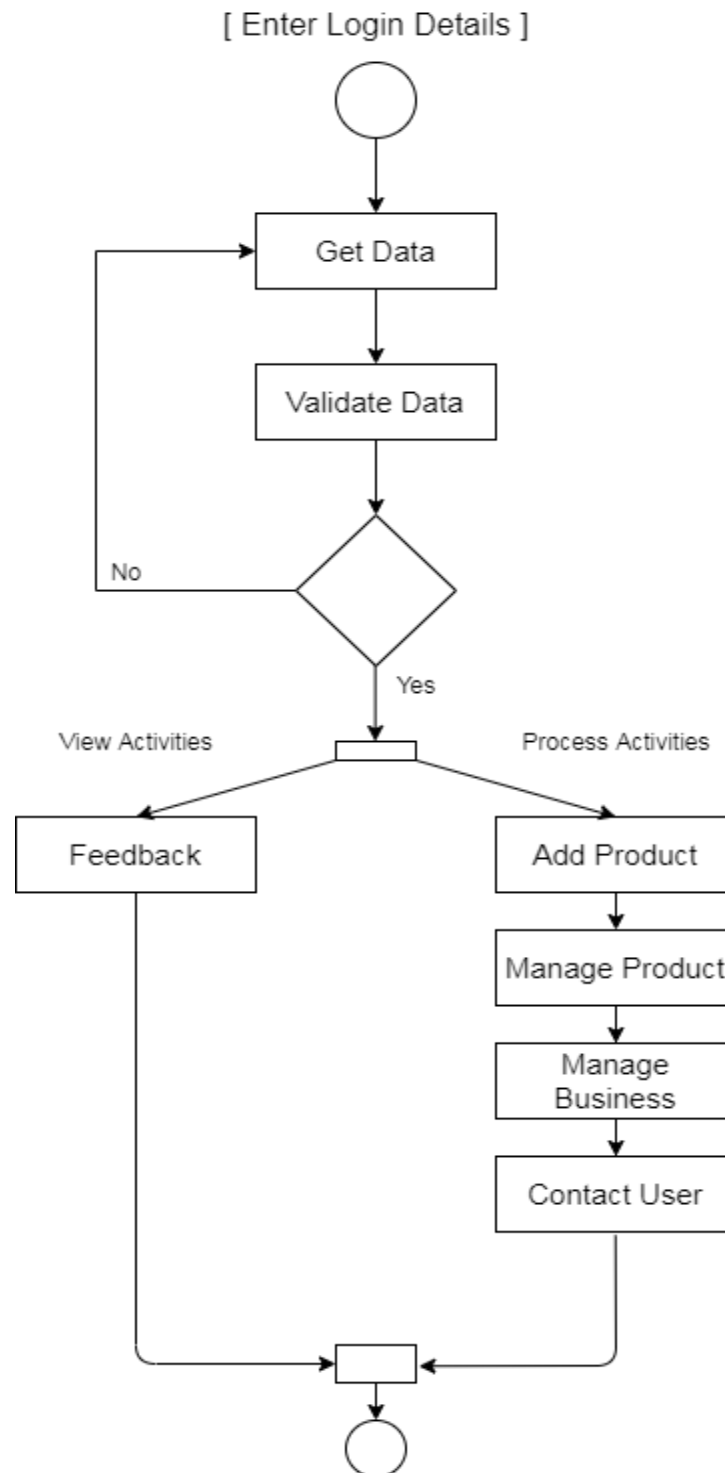 [ Enter Login Details ]
Get Data
Validate Data
No
Yes
View Activities
Process Activities
Feedback
Add Product
Manage Product
Manage
Business
Contact User